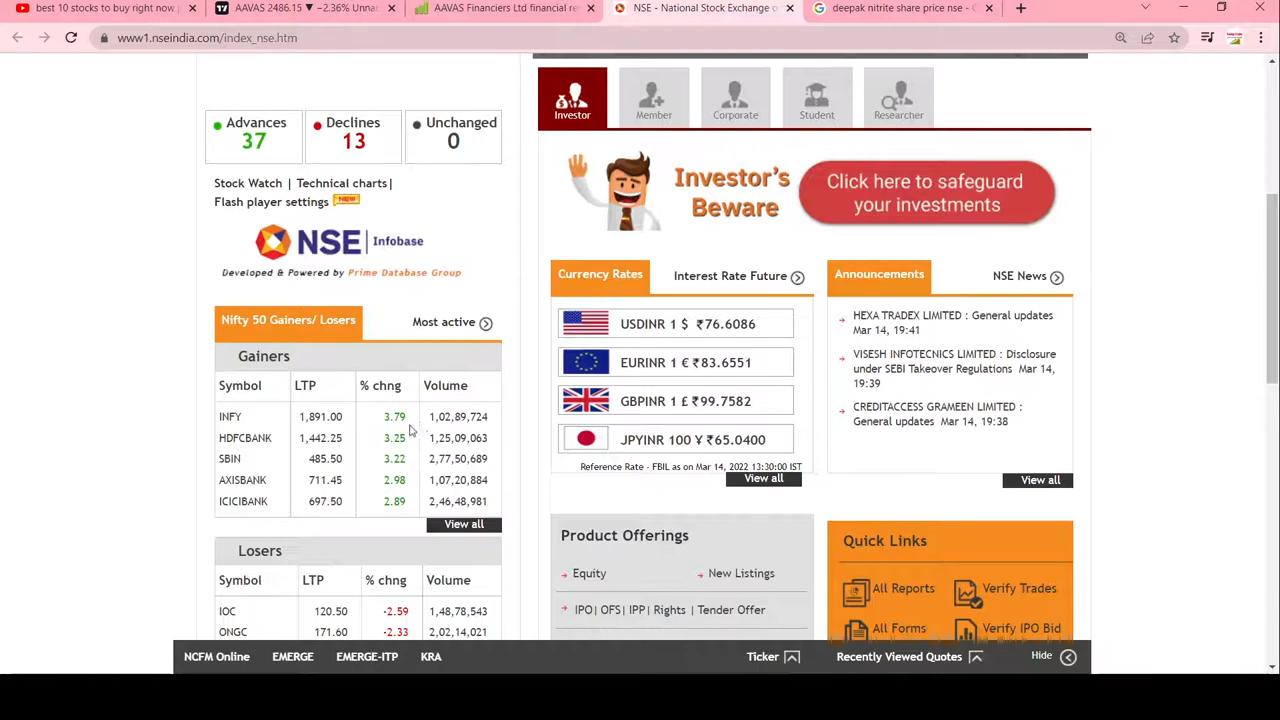 best 10 stocks to buy right now
AAVAS 2486.15 ▼ −2.36% Unna
AAVAS Financiers Ltd financial re
NSE - National Stock Exchange o
deepak nitrite share price nse -
www1.nseindia.com/index_nse.htm
Investor
Member
Corporate
Student
Researcher
Advances
37
Declines
13
Unchanged
0
Stock Watch | Technical charts|
Flash player settings NEW
NSE Infobase
Developed & Powered by Prime Database Group
Investor's
Beware
Click here to safeguard
your investments
Nifty 50 Gainers/ Losers
Most active
Gainers
Symbol LTP % chng Volume
INFY 1,891.00 3.79 1,02,89,724
HDFCBANK 1,442.25 3.25 1,25,09,063
SBIN 485.50 3.22 2,77,50,689
AXISBANK 711.45 2.98 1,07,20,884
ICICIBANK 697.50 2.89 2,46,48,981
View all
Losers
Symbol LTP % chng Volume
IOC 120.50 -2.59 1,48,78,543
ONGC 171.60 -2.33 2,02,14,021
Currency Rates
Interest Rate Future
USDINR 1 $ ₹76.6086
EURINR 1 € ₹83.6551
GBPINR 1 £ ₹99.7582
JPYINR 100 ¥ ₹65.0400
Reference Rate - FBIL as on Mar 14, 2022 13:30:00 IST
View all
Announcements
NSE News
HEXA TRADEX LIMITED : General updates
Mar 14, 19:41
VISESH INFOTECNICS LIMITED : Disclosure
under SEBI Takeover Regulations Mar 14,
19:39
CREDITACCESS GRAMEEN LIMITED :
General updates Mar 14, 19:38
View all
Product Offerings
Equity
New Listings
IPO| OFS| IPP| Rights | Tender Offer
Quick Links
All Reports
Verify Trades
All Forms
Verify IPO Bid
NCFM Online
EMERGE
EMERGE-ITP
KRA
Ticker
Recently Viewed Quotes
Hide